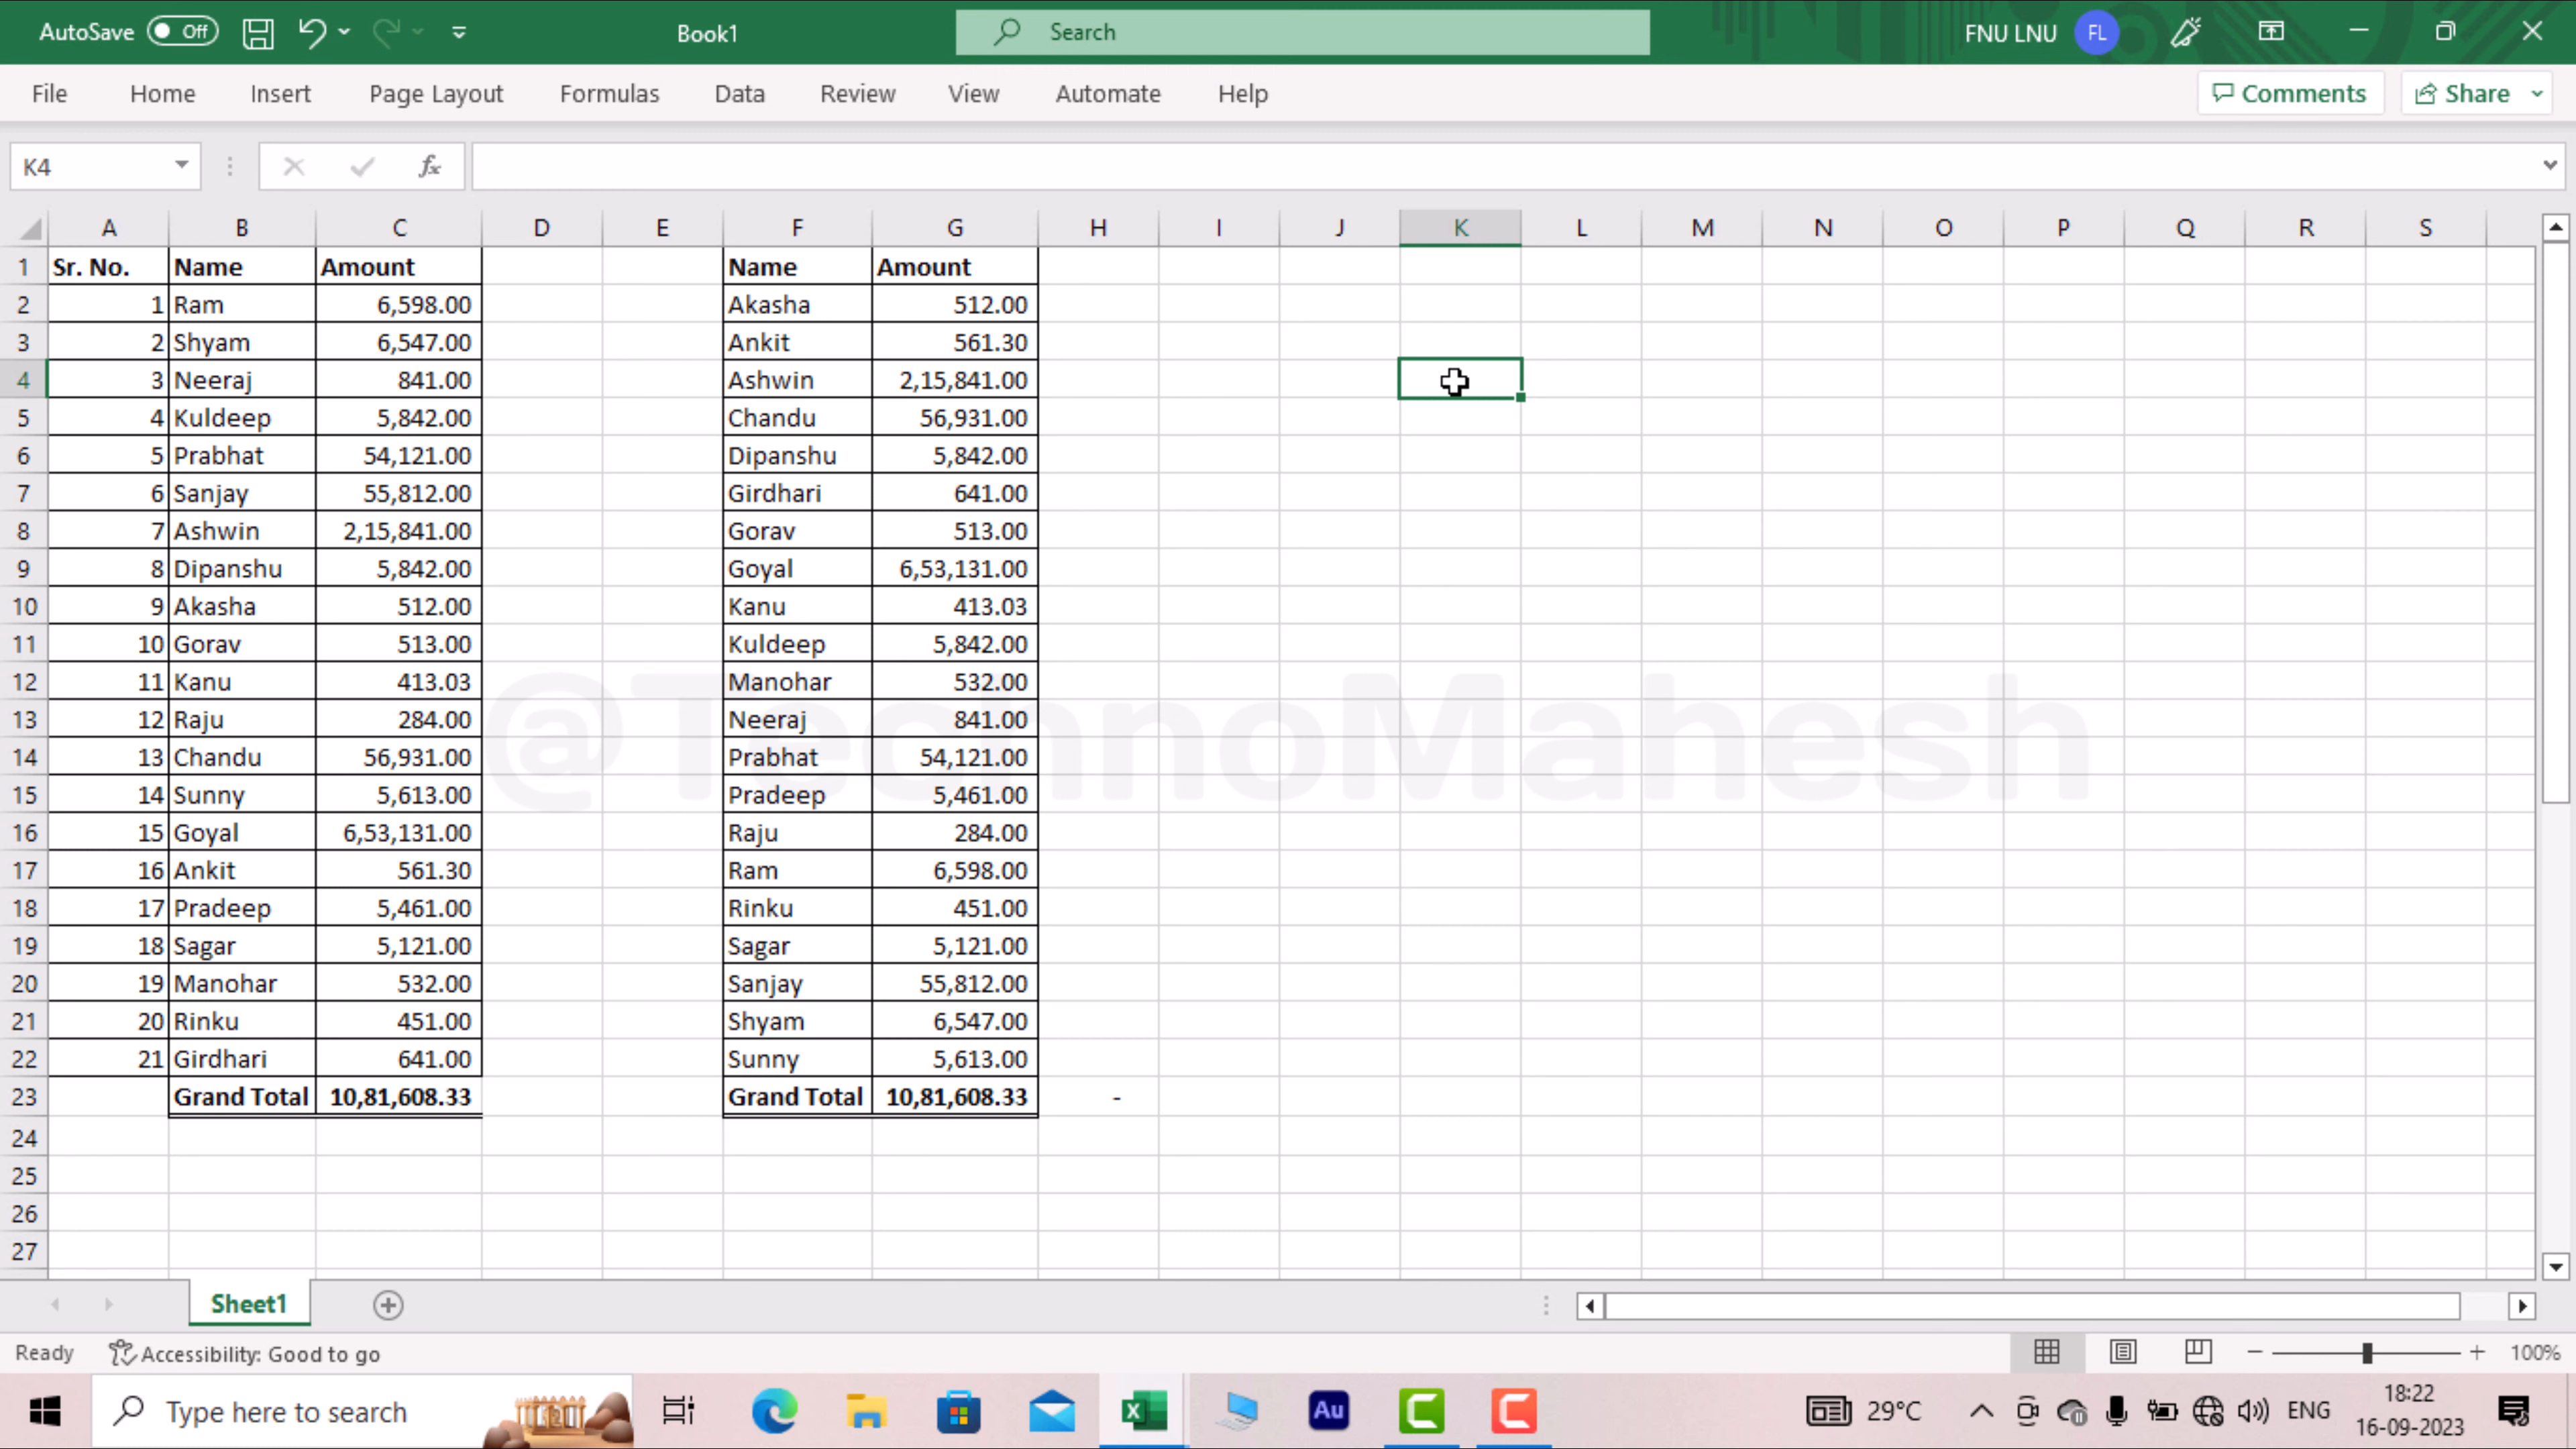 AutoSave Off Book1 Search FNU LNU FL
File Home Insert Page Layout Formulas Data Review View Automate Help Comments Share
K4 fx
A B C D E F G H I J K L M N O P Q R S
1 Sr. No. Name Amount Name Amount
2 1 Ram 6,598.00 Akasha 512.00
3 2 Shyam 6,547.00 Ankit 561.30
4 3 Neeraj 841.00 Ashwin 2,15,841.00
5 4 Kuldeep 5,842.00 Chandu 56,931.00
6 5 Prabhat 54,121.00 Dipanshu 5,842.00
7 6 Sanjay 55,812.00 Girdhari 641.00
8 7 Ashwin 2,15,841.00 Gorav 513.00
9 8 Dipanshu 5,842.00 Goyal 6,53,131.00
10 9 Akasha 512.00 Kanu 413.03
11 10 Gorav 513.00 Kuldeep 5,842.00
12 11 Kanu 413.03 Manohar 532.00
13 12 Raju 284.00 Neeraj 841.00
@TechnoMahesh
14 13 Chandu 56,931.00 Prabhat 54,121.00
15 14 Sunny 5,613.00 Pradeep 5,461.00
16 15 Goyal 6,53,131.00 Raju 284.00
17 16 Ankit 561.30 Ram 6,598.00
18 17 Pradeep 5,461.00 Rinku 451.00
19 18 Sagar 5,121.00 Sagar 5,121.00
20 19 Manohar 532.00 Sanjay 55,812.00
21 20 Rinku 451.00 Shyam 6,547.00
22 21 Girdhari 641.00 Sunny 5,613.00
23 Grand Total 10,81,608.33 Grand Total 10,81,608.33 -
24
25
26
27
Sheet1
Ready Accessibility: Good to go 100%
Type here to search Au 29°C ENG 18:22
16-09-2023